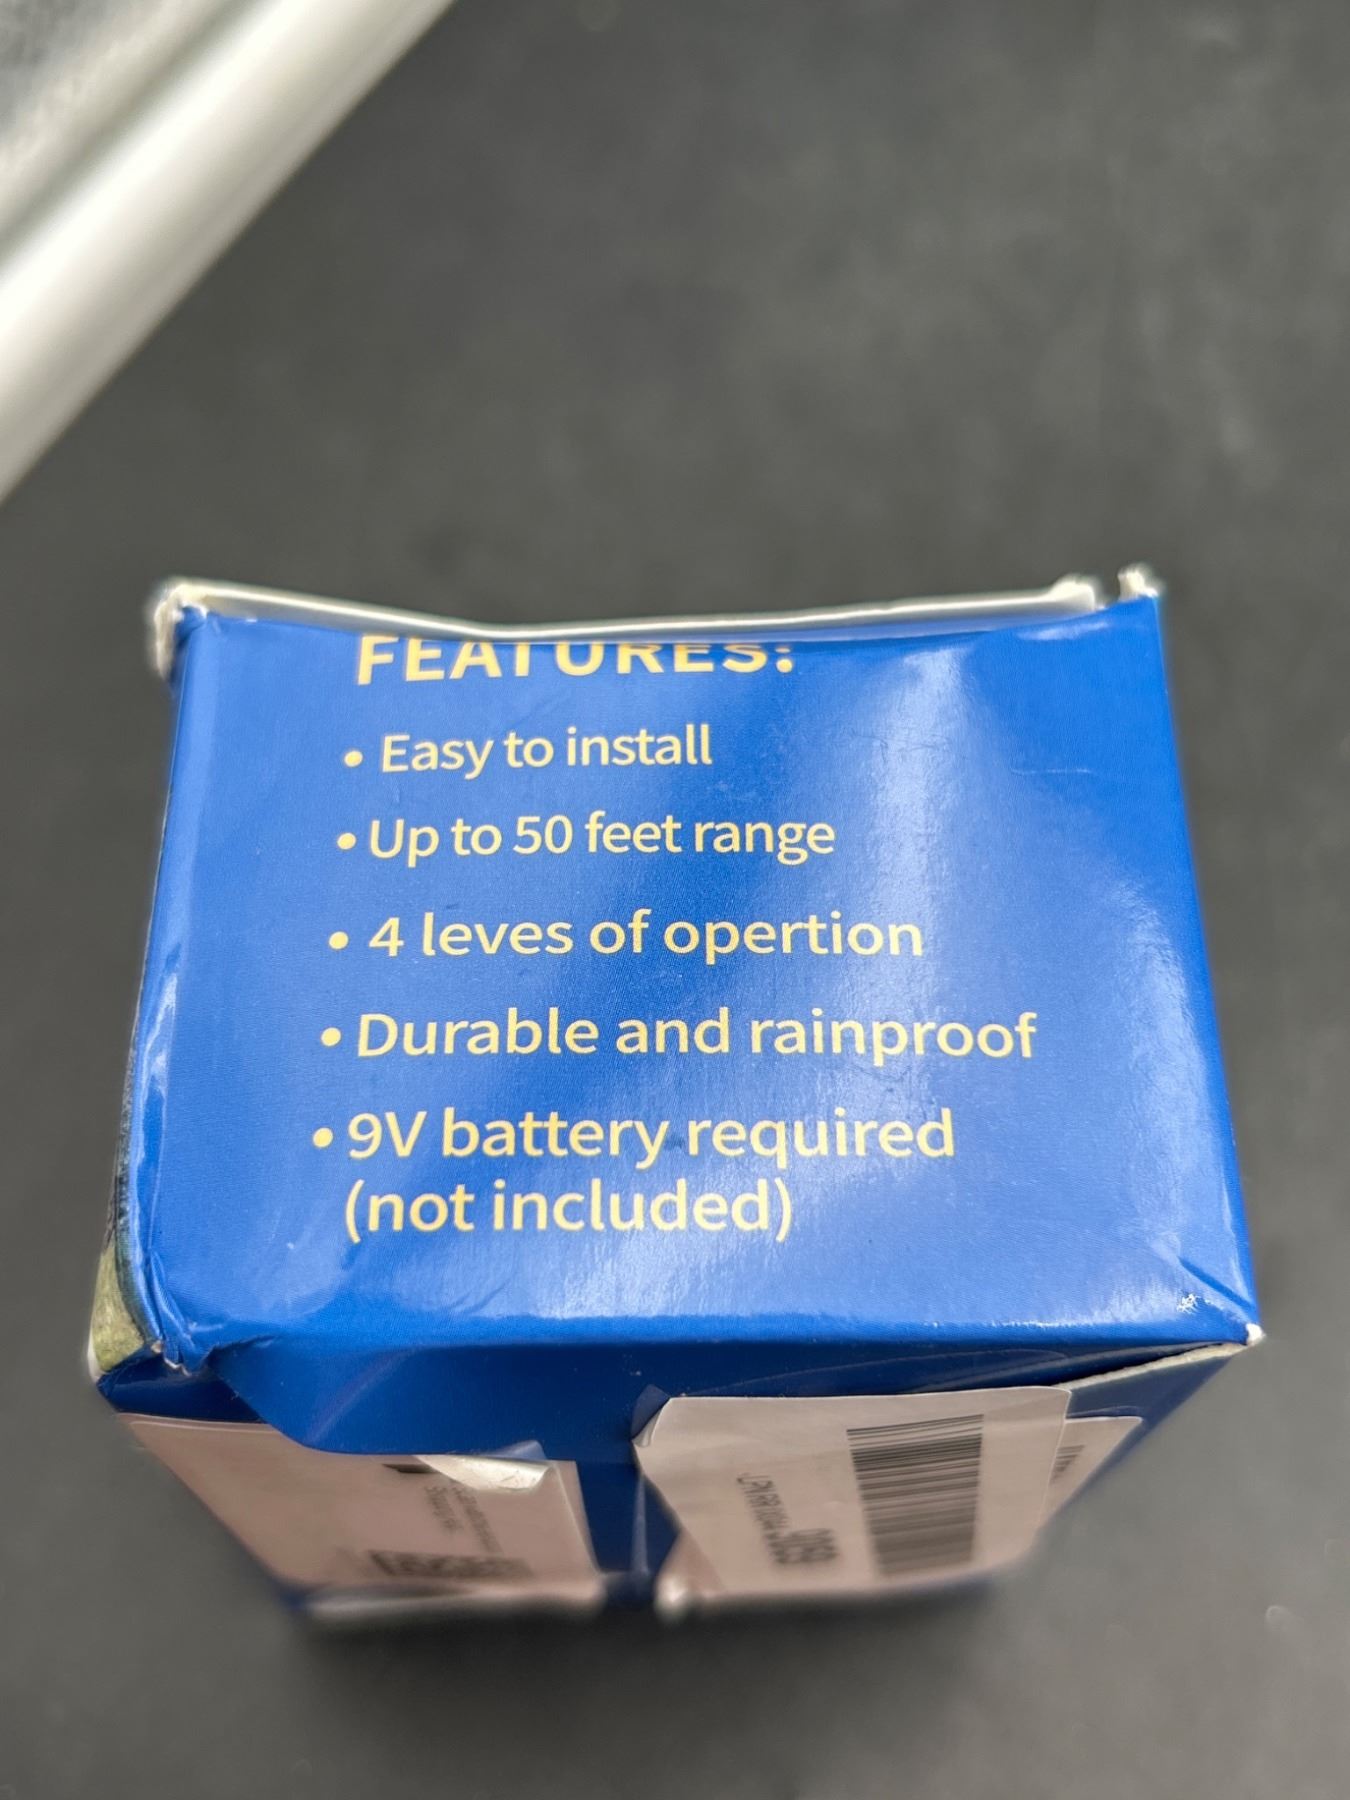 FEATURES:
• Easy to install
• Up to 50 feet range
• 4 leves of opertion
• Durable and rainproof
• 9V battery required
(not included)